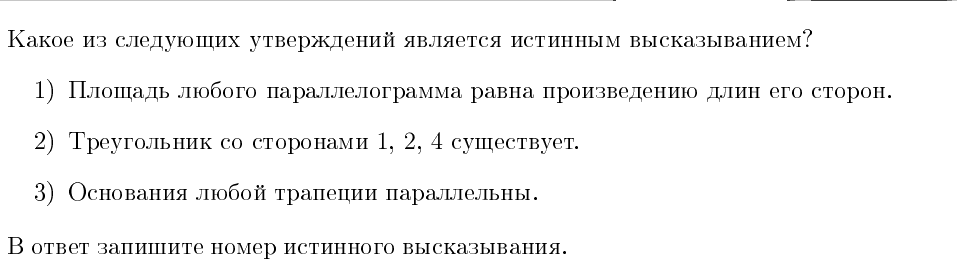 Какое из следующих утверждений является истинным высказыванием?
1) Площадь любого параллелограмма равна произведению длин его сторон.
2) Треугольник со сторонами 1, 2, 4 существует.
3) Основания любой трапеции параллельны.
В ответ запишите номер истинного высказывания.